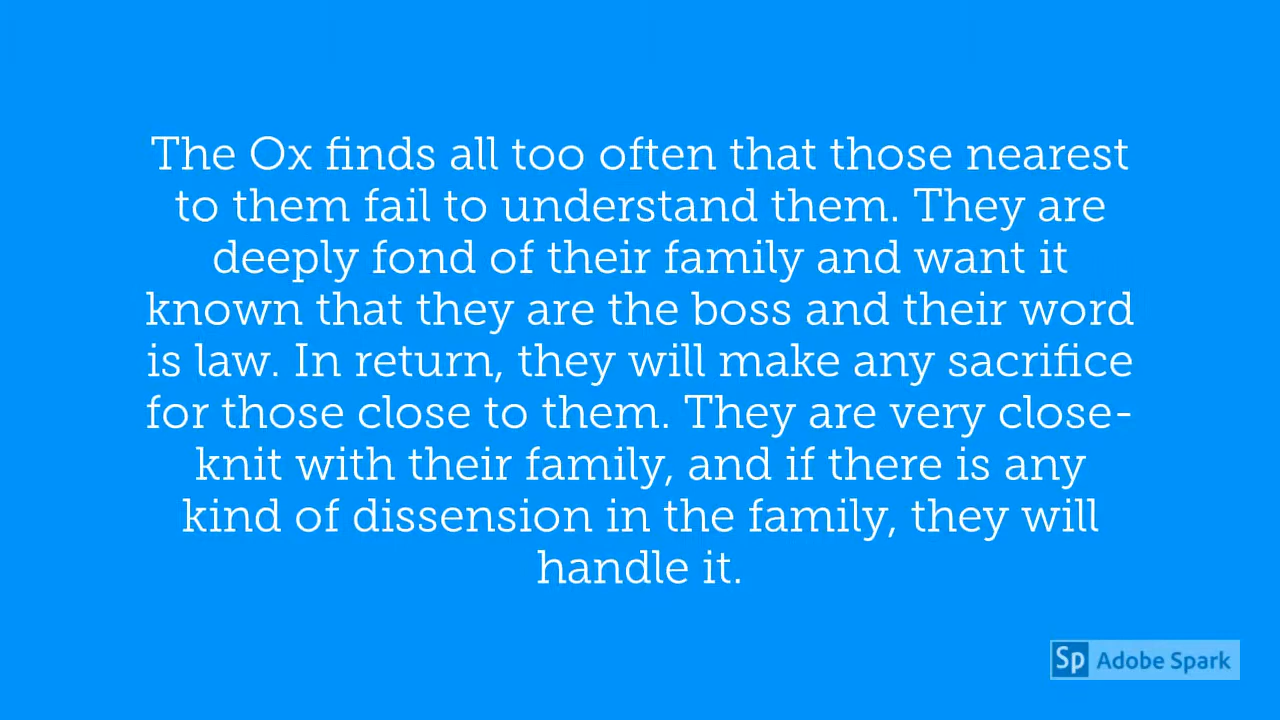 The Ox finds all too often that those nearest
to them fail to understand them. They are
deeply fond of their family and want it
known that they are the boss and their word
is law. In return, they will make any sacrifice
for those close to them. They are very close-
knit with their family, and if there is any
kind of dissension in the family, they will
handle it.
Sp Adobe Spark